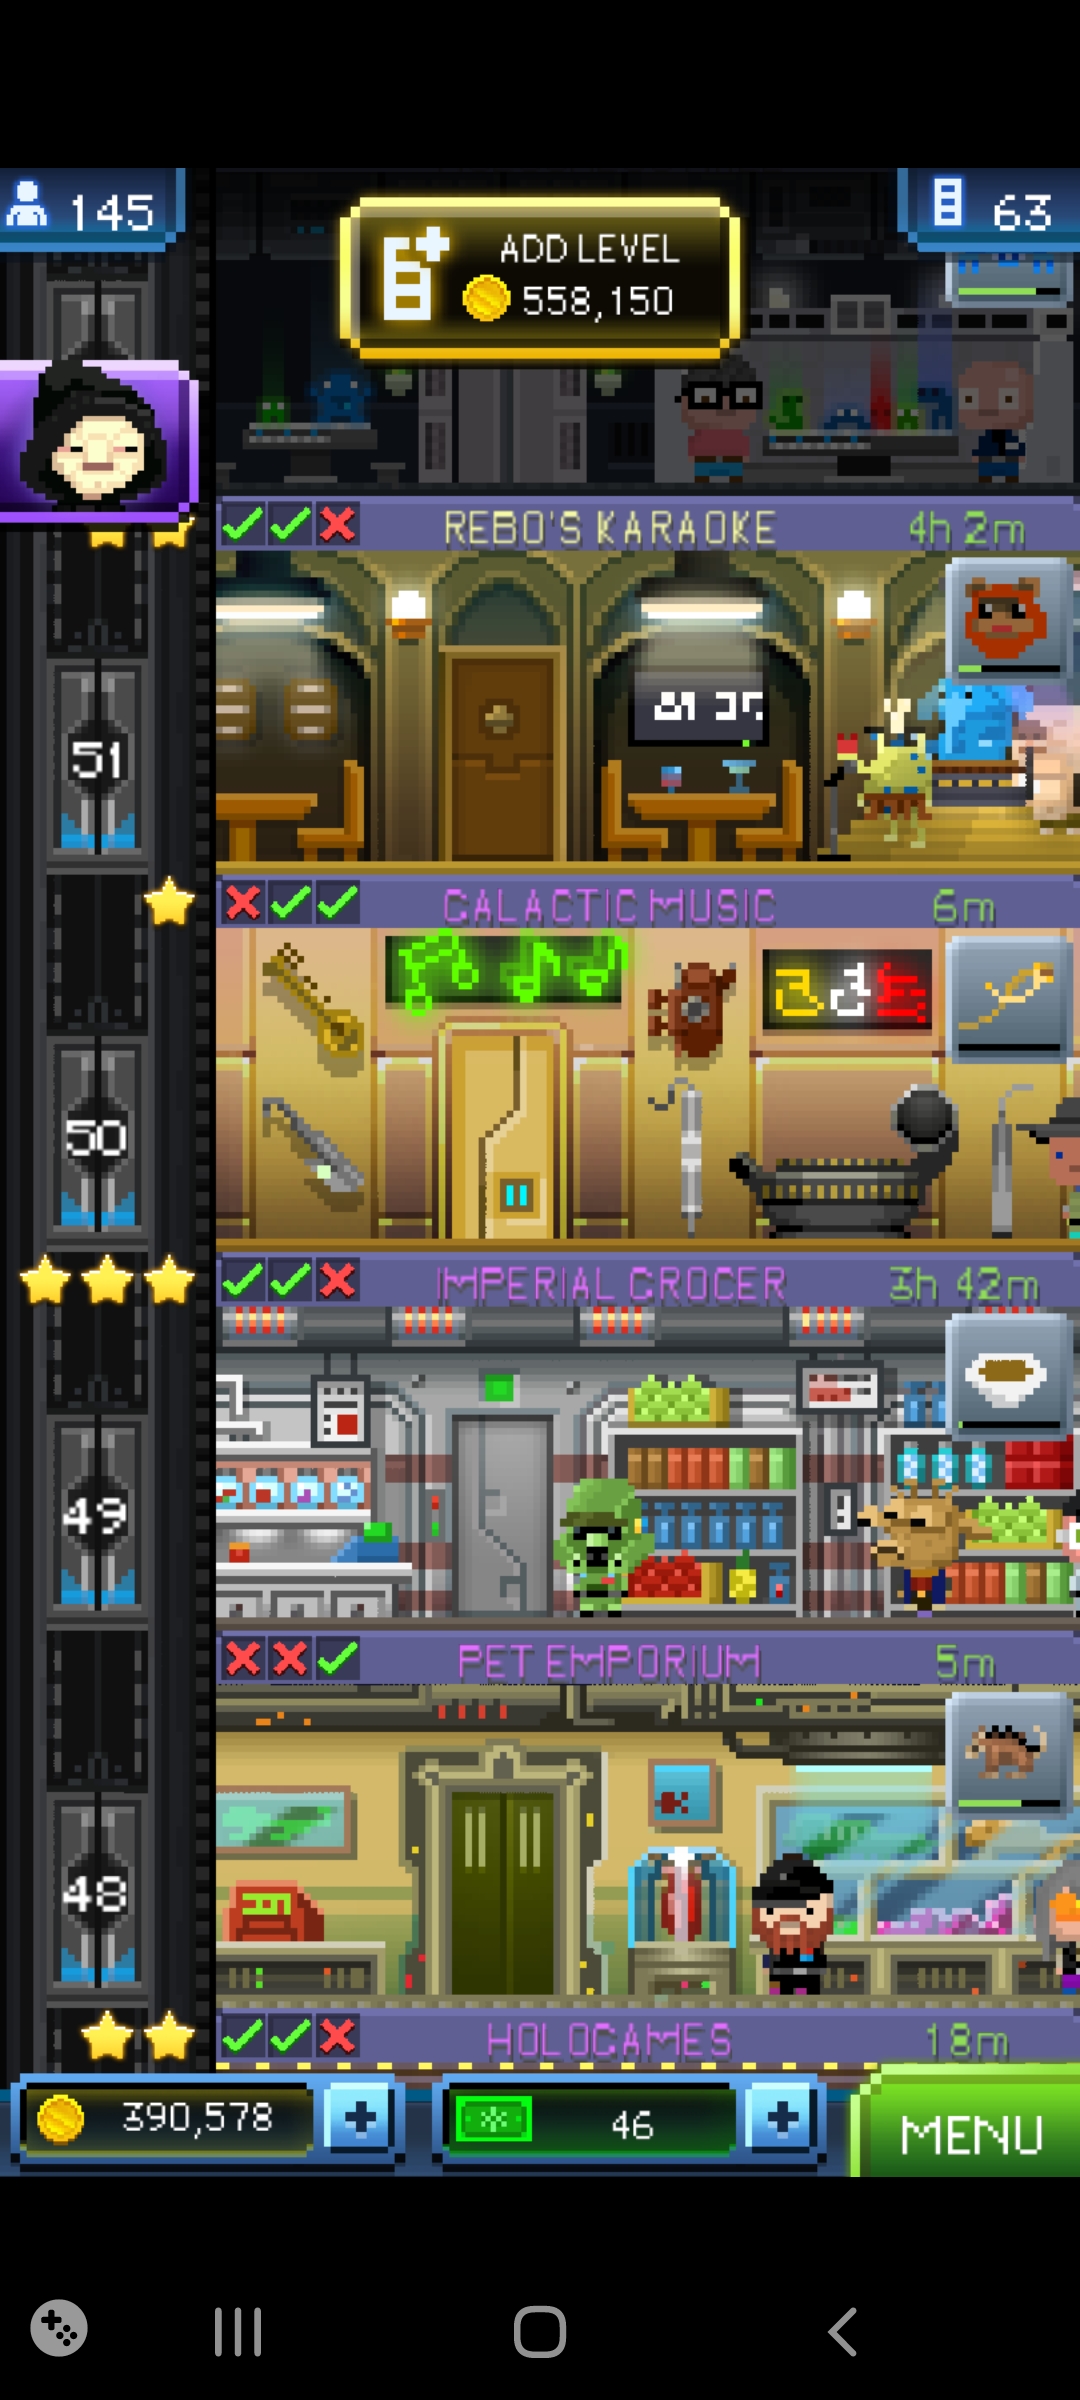 145
ADD LEVEL
558,150
63
REBO'S KARAOKE
4h 2m
51
GALACTIC MUSIC
6m
50
IMPERIAL GROCER
3h 42m
49
PET EMPORIUM
5m
48
HOLOGAMES
18m
390,578
46
MENU